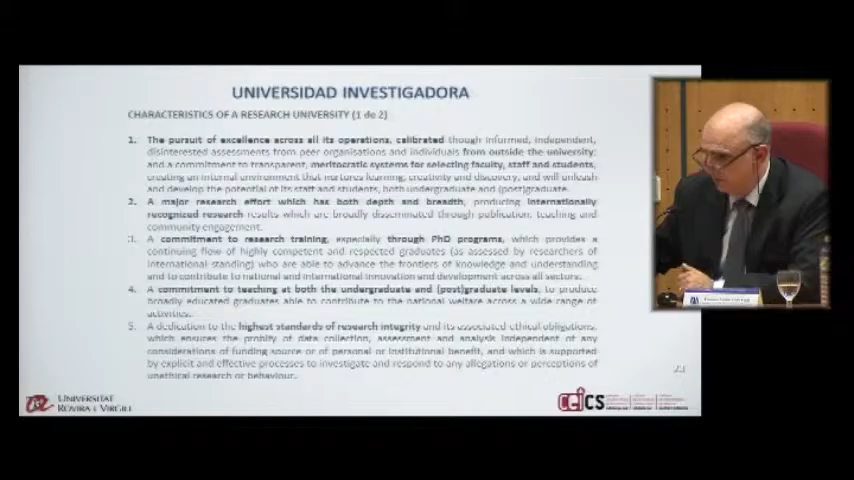 UNIVERSIDAD INVESTIGADORA
CHARACTERISTICS OF A RESEARCH UNIVERSITY (1 de 2)
1. The pursuit of excellence across all its operations, calibrated though informed, independent,
disinterested assessments from peer organisations and individuals from outside the university;
and a commitment to transparent, meritocratic systems for selecting faculty, staff and students,
creating an internal environment that nurtures learning, creativity and discovery, and will unleash
and develop the potential of its staff and students, both undergraduate and (post)graduate.
2. A major research effort which has both depth and breadth, producing internationally
recognized research results which are broadly disseminated through publication, teaching and
community engagement.
3. A commitment to research training, especially through PhD programs, which provides a
continuing flow of highly competent and respected graduates (as assessed by researchers of
international standing) who are able to advance the frontiers of knowledge and understanding
and to contribute to national and international innovation and development across all sectors.
4. A commitment to teaching at both the undergraduate and (post)graduate levels, to produce
broadly educated graduates able to contribute to the national welfare across a wide range of
activities.
5. A dedication to the highest standards of research integrity and its associated ethical obligations,
which ensures the probity of data collection, assessment and analysis independent of any
considerations of funding source or of personal or institutional benefit, and which is supported
by explicit and effective processes to investigate and respond to any allegations or perceptions of
unethical research or behaviour.
UNIVERSITAT
ROVIRA I VIRGILI
CEICS